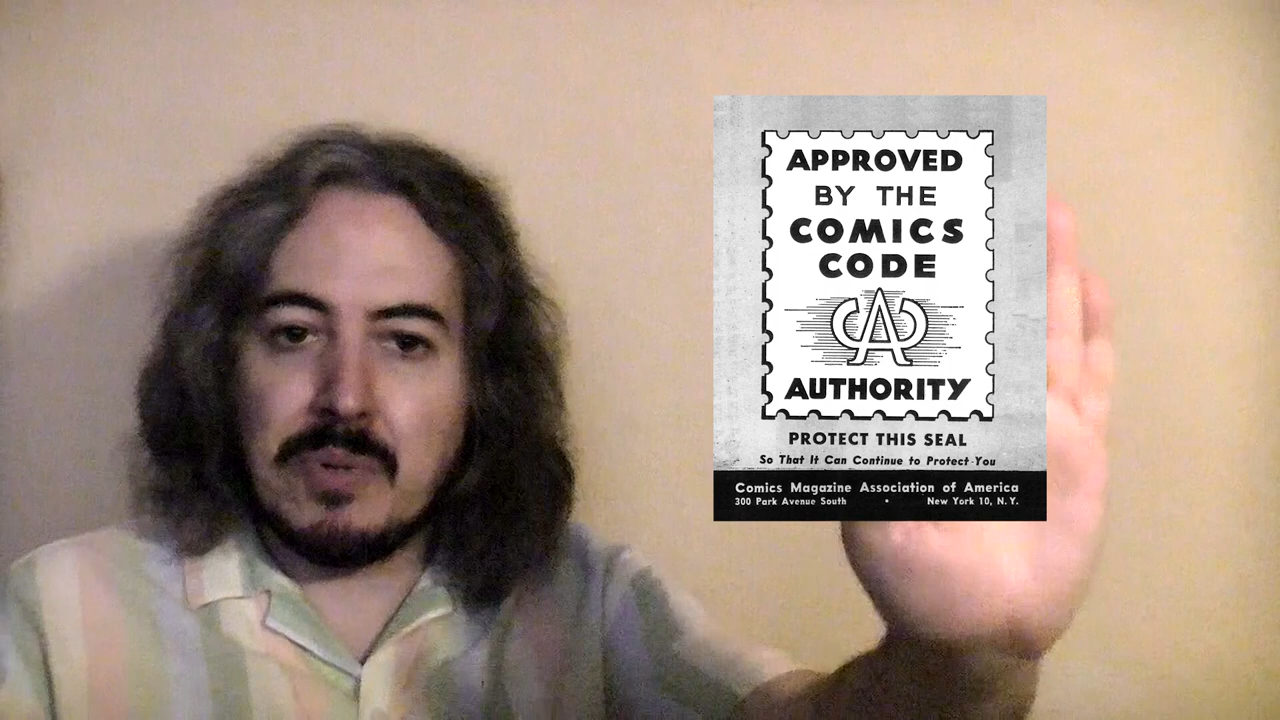 APPROVED
BY THE
COMICS
CODE
CA
AUTHORITY
PROTECT THIS SEAL
So That It Can Continue to Protect You
Comics Magazine Association of America
300 Park Avenue South • New York 10, N.Y.